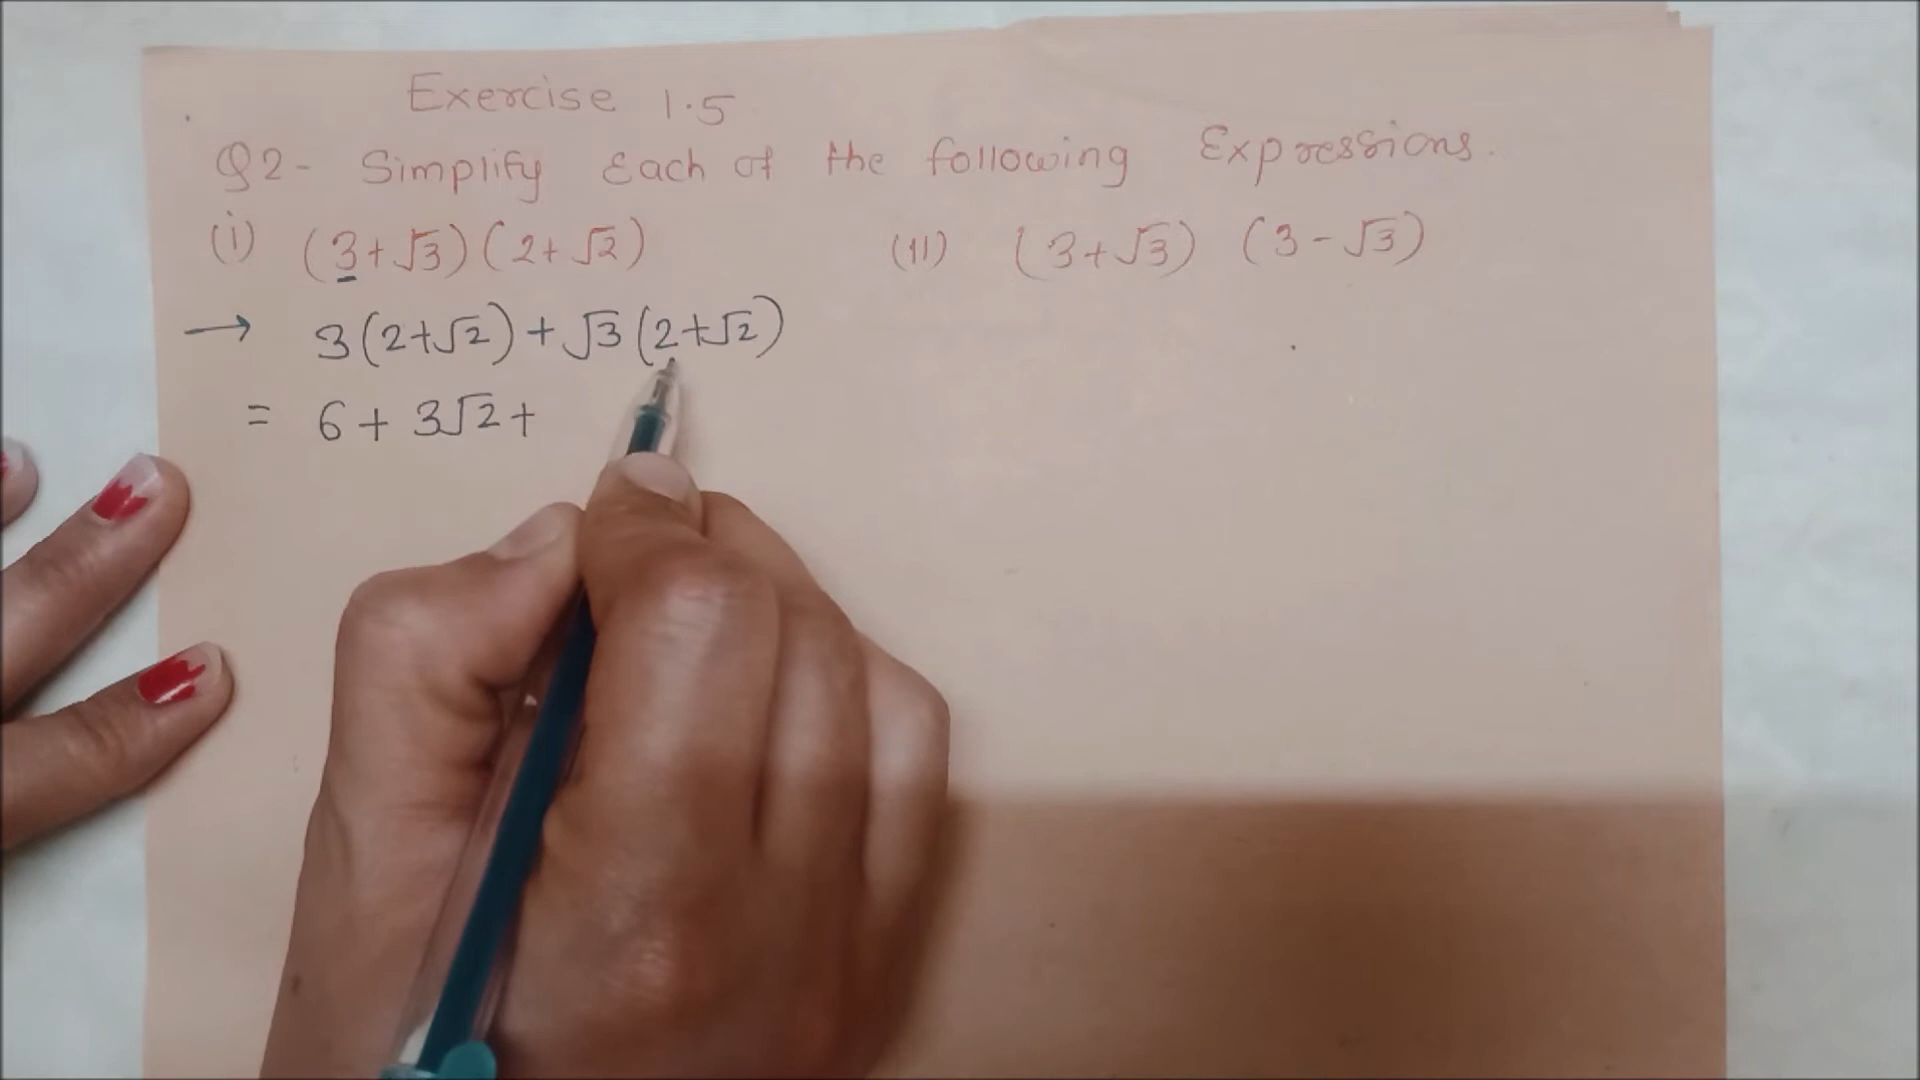 Exercise 1.5
Q2- Simplify Each of the following Expressions.
(i) (3+√3)(2+√2) (ii) (3+√3) (3-√3)
→ 3(2+√2)+√3(2+√2)
= 6+ 3√2+